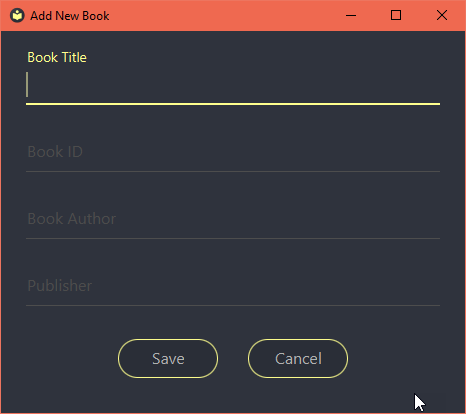 Add New Book
Book Title
Book ID
Book Author
Publisher
Save Cancel